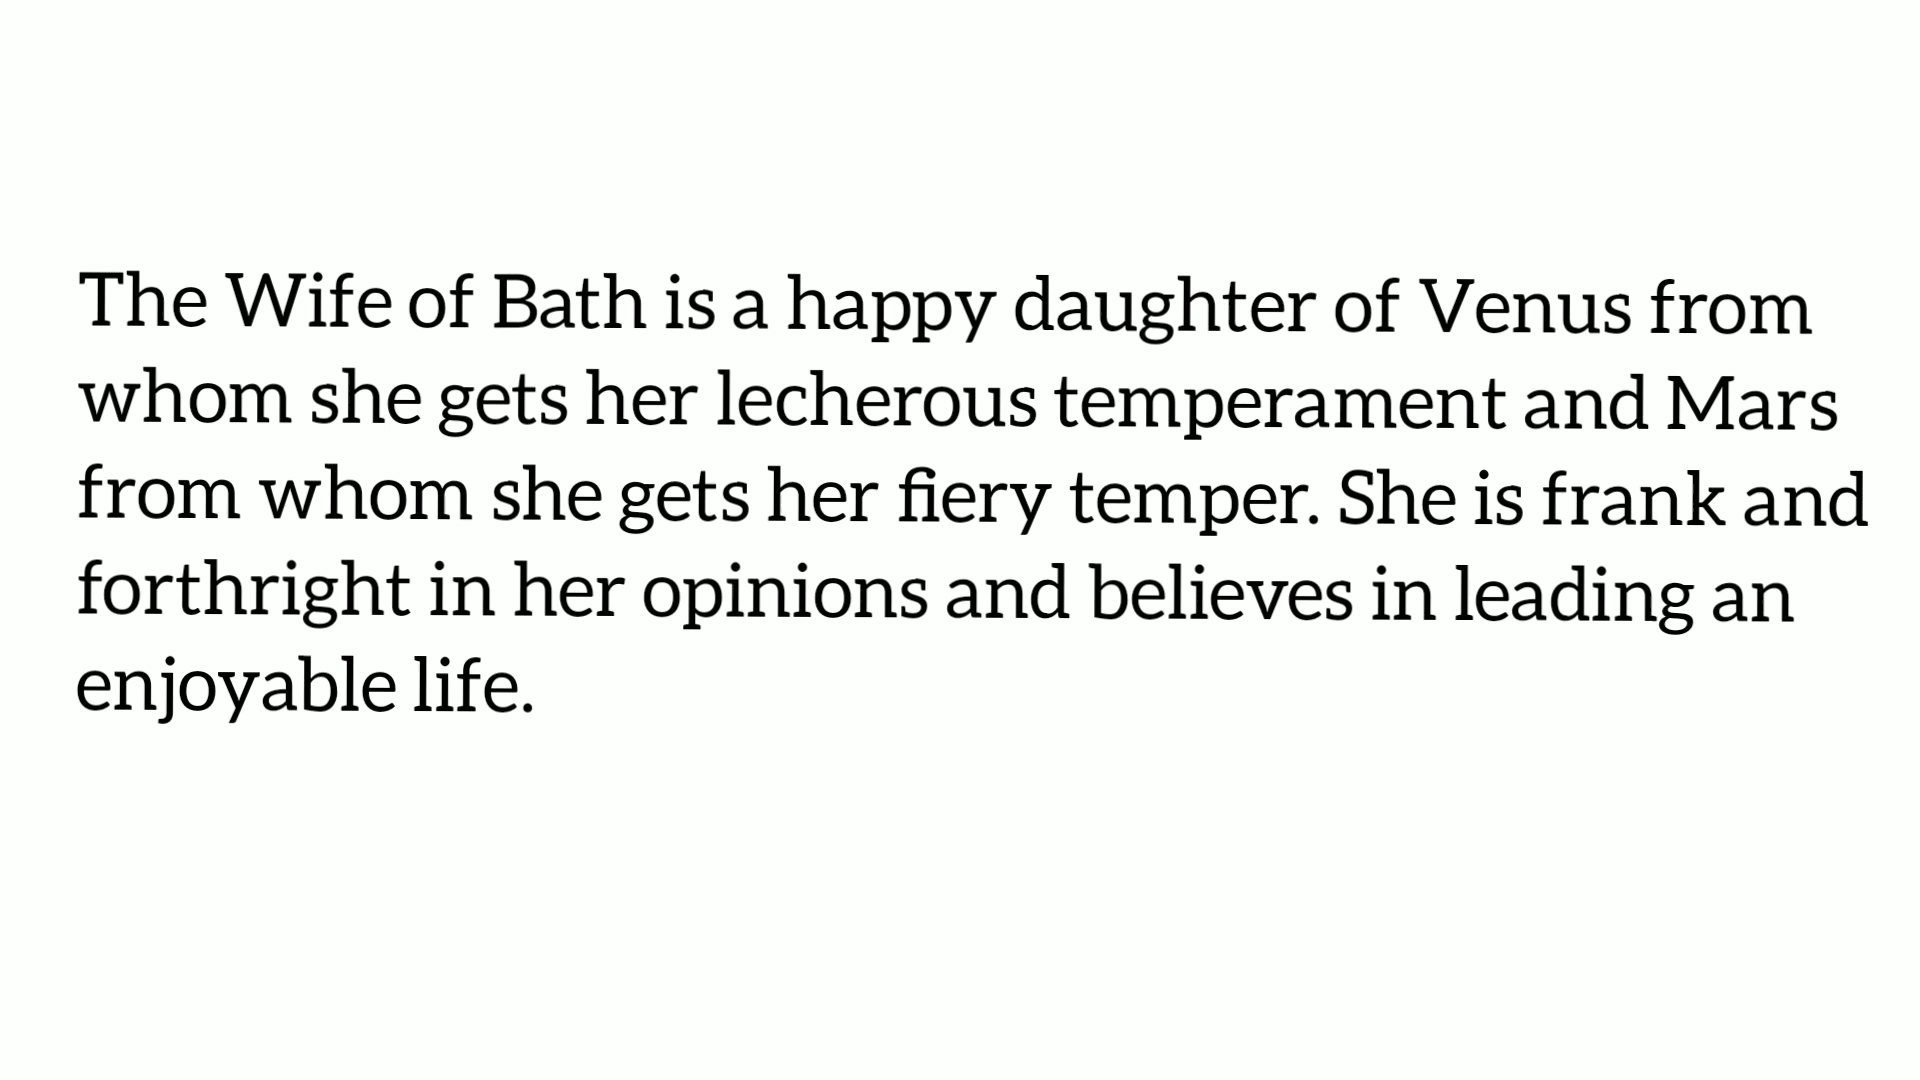 The Wife of Bath is a happy daughter of Venus from
whom she gets her lecherous temperament and Mars
from whom she gets her fiery temper. She is frank and
forthright in her opinions and believes in leading an
enjoyable life.